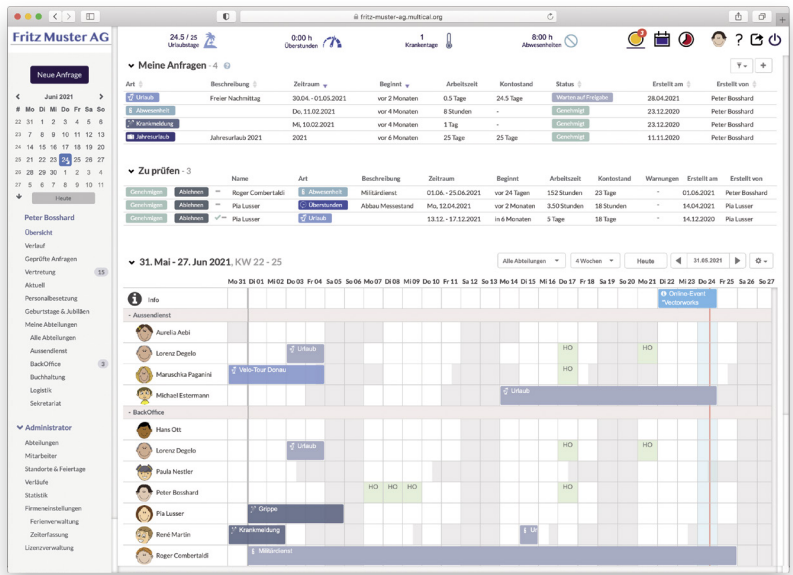 fritz-muster-ag.multical.org
Fritz Muster AG
24.5 / 25
Urlaubstage
0:00 h
Überstunden
1
Krankentage
8:00 h
Abwesenheiten
2
?
Neue Anfrage
Juni 2021
# Mo Di Mi Do Fr Sa So
22 31 1 2 3 4 5 6
23 7 8 9 10 11 12 13
24 14 15 16 17 18 19 20
25 21 22 23 24 25 26 27
26 28 29 30 1 2 3 4
27 5 6 7 8 9 10 11
Heute
Peter Bosshard
Übersicht
Verlauf
Geprüfte Anfragen
Vertretung 15
Aktuell
Personalbesetzung
Geburtstage & Jubiläen
Meine Abteilungen
Alle Abteilungen
Aussendienst
BackOffice 3
Buchhaltung
Logistik
Sekretariat
Administrator
Abteilungen
Mitarbeiter
Standorte & Feiertage
Verläufe
Statistik
Firmeneinstellungen
Ferienverwaltung
Zeiterfassung
Lizenzverwaltung
Meine Anfragen - 4
Art Beschreibung Zeitraum Beginnt Arbeitszeit Kontostand Status Erstellt am Erstellt von
Urlaub Freier Nachmittag 30.04. - 01.05.2021 vor 2 Monaten 0.5 Tage 24.5 Tage Warten auf Freigabe 28.04.2021 Peter Bosshard
Abwesenheit Do, 11.02.2021 vor 4 Monaten 8 Stunden - Genehmigt 23.12.2020 Peter Bosshard
Krankmeldung Mi, 10.02.2021 vor 4 Monaten 1 Tag - Genehmigt 23.12.2020 Peter Bosshard
Jahresurlaub Jahresurlaub 2021 2021 vor 6 Monaten 25 Tage 25 Tage Genehmigt 11.11.2020 Peter Bosshard
Zu prüfen - 3
Name Art Beschreibung Zeitraum Beginnt Arbeitszeit Kontostand Warnungen Erstellt am Erstellt von
Genehmigen Ablehnen Roger Combertaldi Abwesenheit Militärdienst 01.06. - 25.06.2021 vor 24 Tagen 152 Stunden 23 Tage - 01.06.2021 Peter Bosshard
Genehmigen Ablehnen Pia Lusser Überstunden Abbau Messestand Mo, 12.04.2021 vor 2 Monaten 3.50 Stunden 18 Stunden - 14.04.2021 Pia Lusser
Genehmigen Ablehnen Pia Lusser Urlaub 13.12. - 17.12.2021 in 6 Monaten 5 Tage 18 Tage - 14.12.2020 Pia Lusser
31. Mai - 27. Jun 2021, KW 22 - 25
Alle Abteilungen 4 Wochen Heute 31.05.2021
Mo 31 Di 01 Mi 02 Do 03 Fr 04 Sa 05 So 06 Mo 07 Di 08 Mi 09 Do 10 Fr 11 Sa 12 So 13 Mo 14 Di 15 Mi 16 Do 17 Fr 18 Sa 19 So 20 Mo 21 Di 22 Mi 23 Do 24 Fr 25 Sa 26 So 27
Info Online-Event
"Vectorworks
- Aussendienst
Aurelia Aebi
Lorenz Degelo Urlaub HO HO
Maruschka Paganini Velo-Tour Donau HO
Michael Estermann Urlaub
- BackOffice
Hans Ott
Lorenz Degelo Urlaub HO HO
Paula Nestler
Peter Bosshard HO HO HO HO
Pia Lusser Grippe
René Martin Krankmeldung Ur
Roger Combertaldi Militärdienst